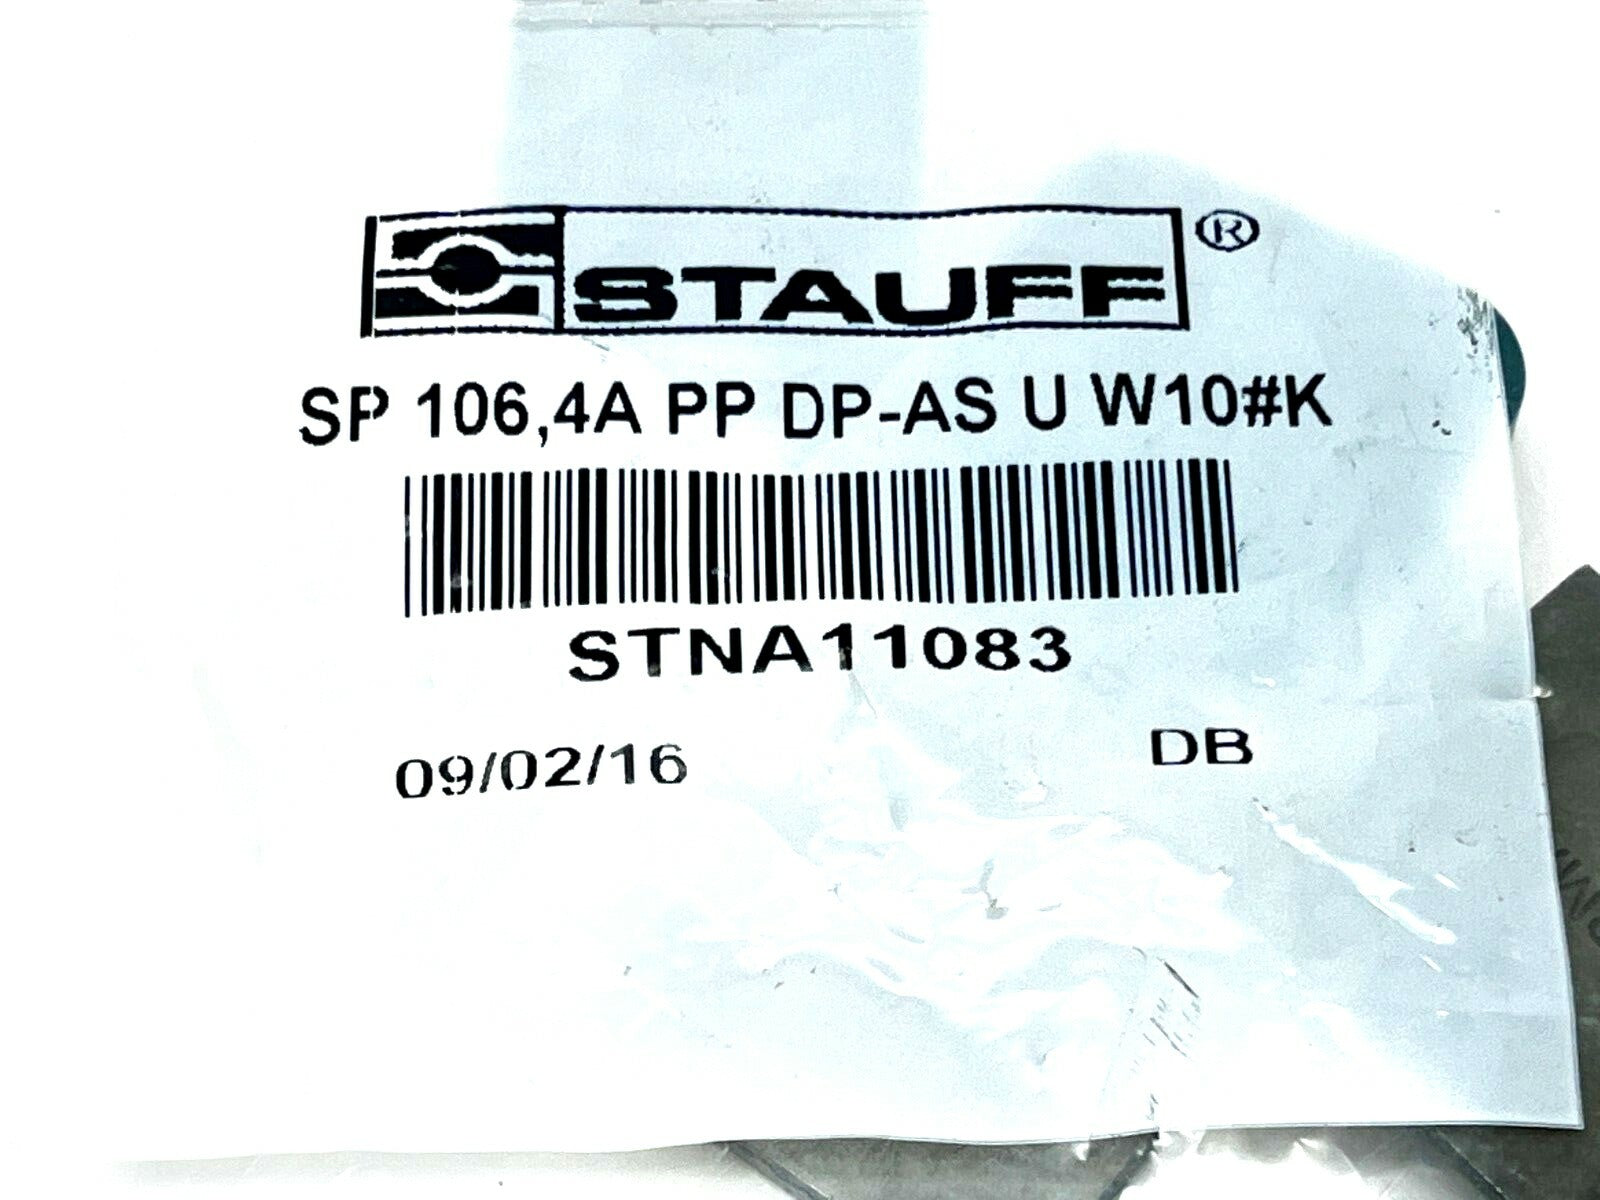 STAUFF®
SP 106,4A PP DP-AS U W10#K
STNA11083
09/02/16
DB